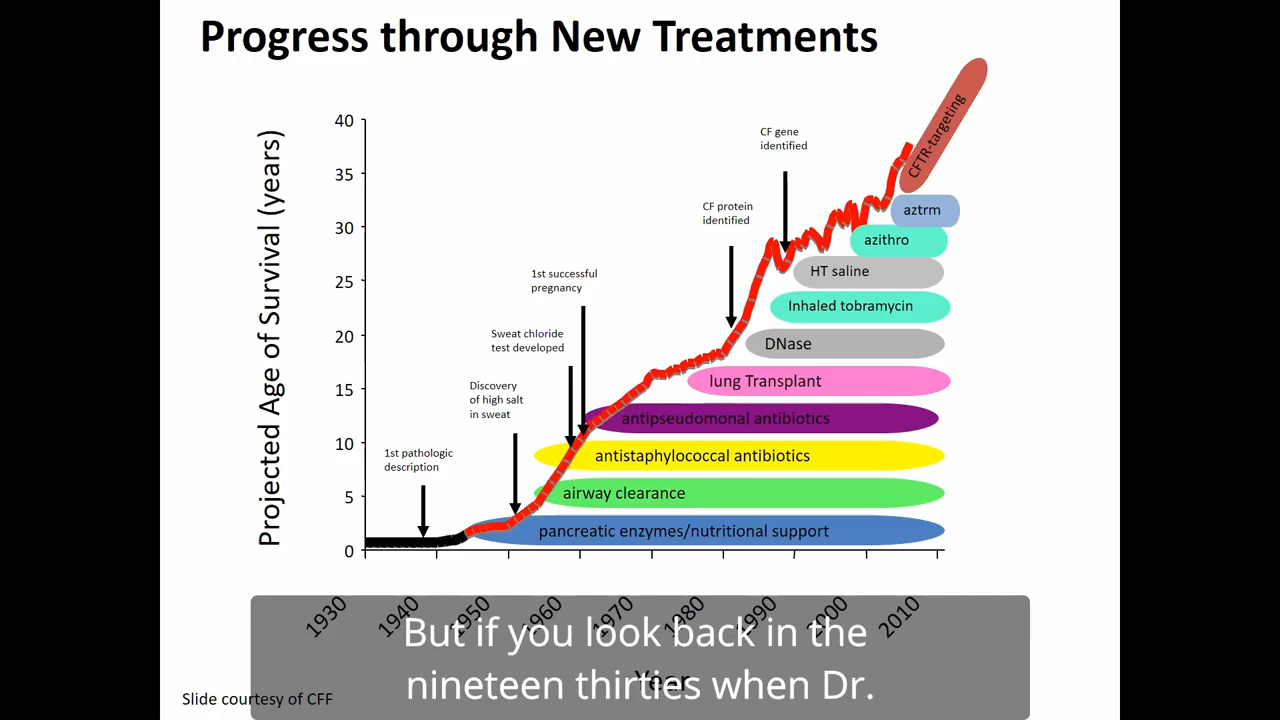 Progress through New Treatments
Projected Age of Survival (years)
40
35
30
25
20
15
10
5
0
1st pathologic
description
Discovery
of high salt
in sweat
Sweat chloride
test developed
1st successful
pregnancy
CF protein
identified
CF gene
identified
CFTR-targeting
aztrm
azithro
HT saline
Inhaled tobramycin
DNase
lung Transplant
antipseudomonal antibiotics
antistaphylococcal antibiotics
airway clearance
pancreatic enzymes/nutritional support
1930
1940
1950
1960
1970
1980
1990
2000
2010
Year
But if you look back in the
nineteen thirties when Dr.
Slide courtesy of CFF